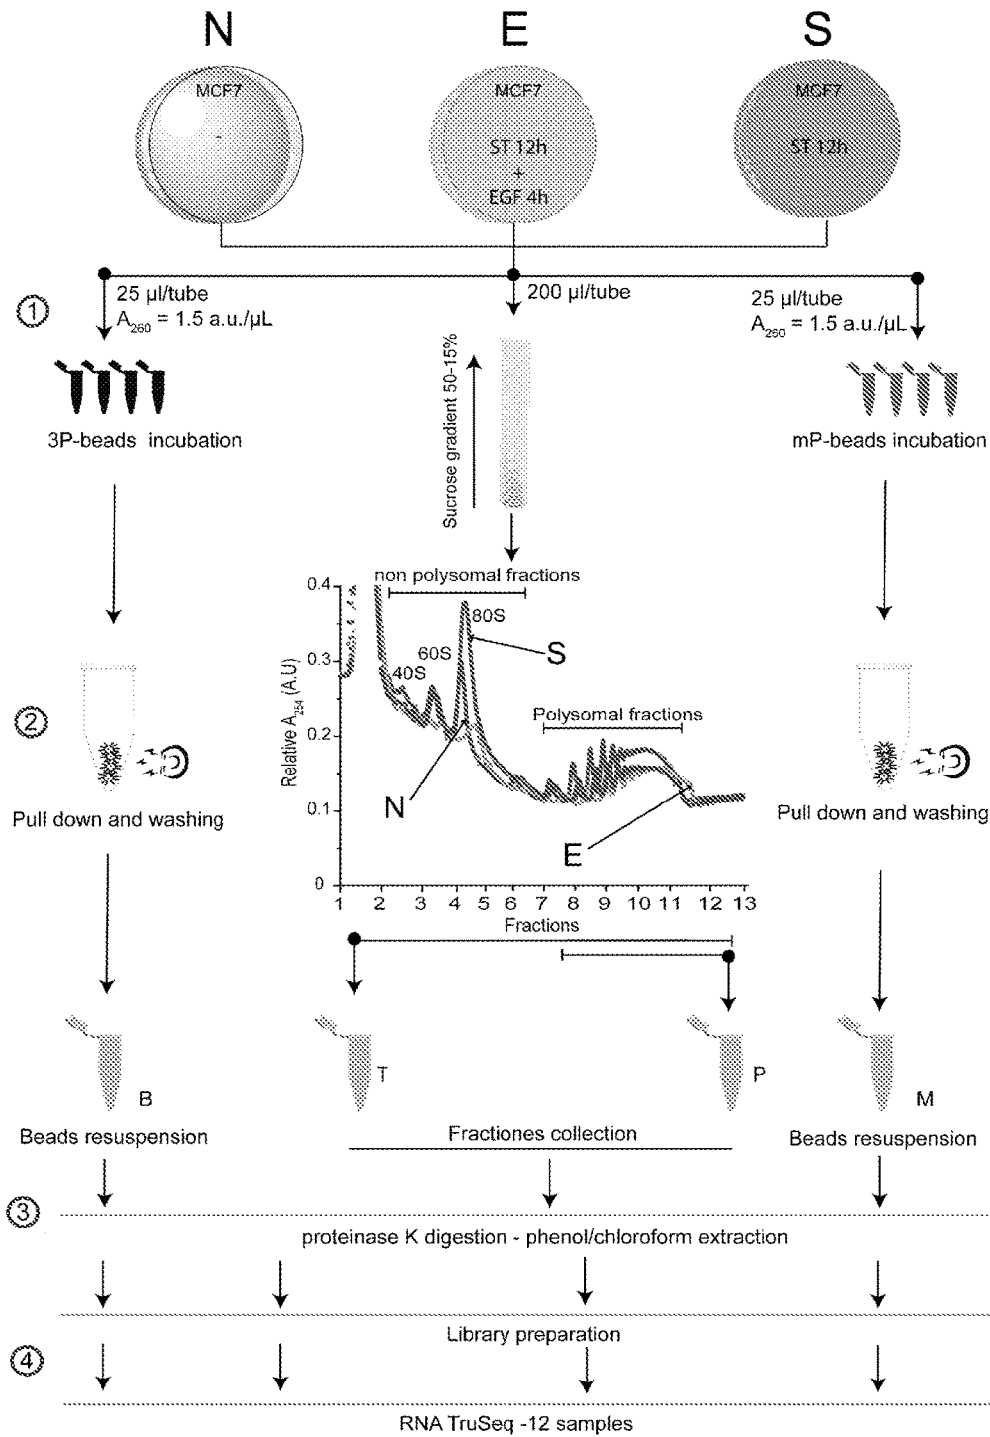 N E S
MCF7 MCF7 MCF7
-
ST 12h ST 12h
+
EGF 4h
1
25 µl/tube
A260 = 1.5 a.u./µL
200 µl/tube
25 µl/tube
A260 = 1.5 a.u./µL
Sucrose gradient 50-15%
3P-beads incubation
mP-beads incubation
2
Pull down and washing
non polysomal fractions
80S
60S
40S
S
Polysomal fractions
N
E
Relative A254 (A.U)
0.4
0.3
0.2
0.1
0
1 2 3 4 5 6 7 8 9 10 11 12 13
Fractions
Pull down and washing
B
T
P
M
Beads resuspension
Fractiones collection
Beads resuspension
3
proteinase K digestion - phenol/chloroform extraction
Library preparation
4
RNA TruSeq -12 samples